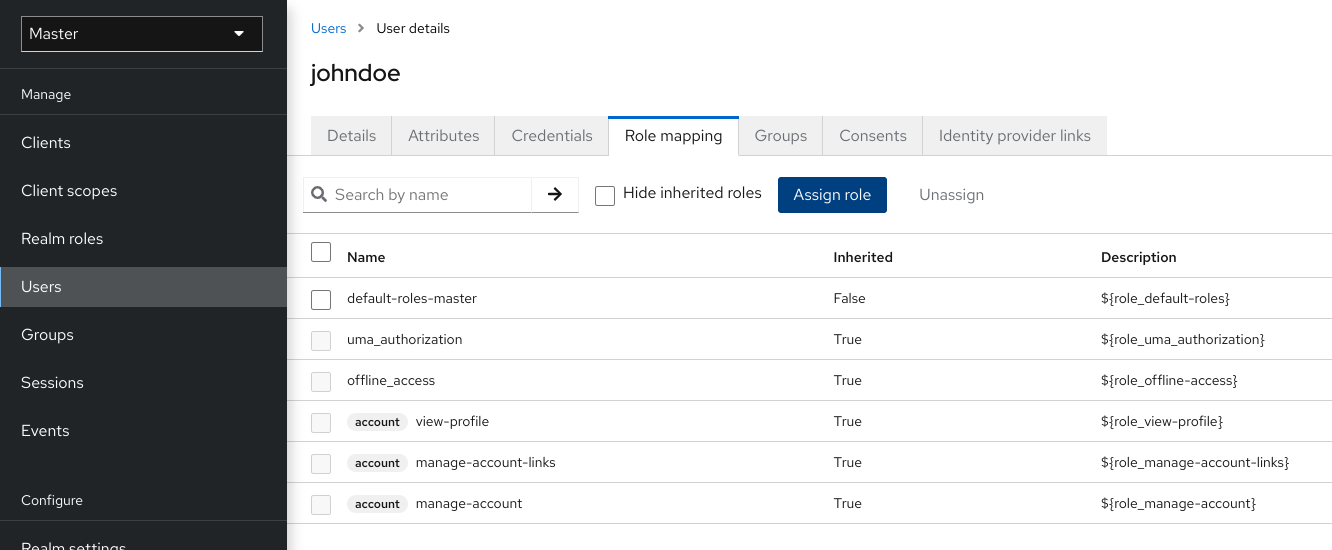 Master
Manage
Clients
Client scopes
Realm roles
Users
Groups
Sessions
Events
Configure
Realm settings
Users > User details
johndoe
Details Attributes Credentials Role mapping Groups Consents Identity provider links
Search by name Hide inherited roles Assign role Unassign
Name Inherited Description
default-roles-master False ${role_default-roles}
uma_authorization True ${role_uma_authorization}
offline_access True ${role_offline-access}
account view-profile True ${role_view-profile}
account manage-account-links True ${role_manage-account-links}
account manage-account True ${role_manage-account}